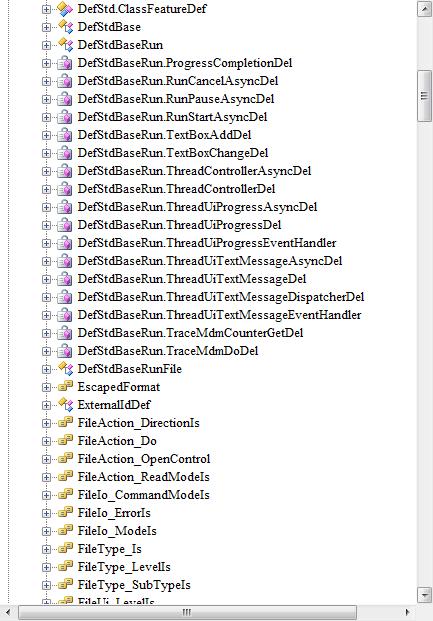 DefStd.ClassFeatureDef
DefStdBase
DefStdBaseRun
DefStdBaseRun.ProgressCompletionDel
DefStdBaseRun.RunCancelAsyncDel
DefStdBaseRun.RunPauseAsyncDel
DefStdBaseRun.RunStartAsyncDel
DefStdBaseRun.TextBoxAddDel
DefStdBaseRun.TextBoxChangeDel
DefStdBaseRun.ThreadControllerAsyncDel
DefStdBaseRun.ThreadControllerDel
DefStdBaseRun.ThreadUiProgressAsyncDel
DefStdBaseRun.ThreadUiProgressDel
DefStdBaseRun.ThreadUiProgressEventHandler
DefStdBaseRun.ThreadUiTextMessageAsyncDel
DefStdBaseRun.ThreadUiTextMessageDel
DefStdBaseRun.ThreadUiTextMessageDispatcherDel
DefStdBaseRun.ThreadUiTextMessageEventHandler
DefStdBaseRun.TraceMdmCounterGetDel
DefStdBaseRun.TraceMdmDoDel
DefStdBaseRunFile
EscapedFormat
ExternalIdDef
FileAction_DirectionIs
FileAction_Do
FileAction_OpenControl
FileAction_ReadModeIs
FileIo_CommandModeIs
FileIo_ErrorIs
FileIo_ModeIs
FileType_Is
FileType_LevelIs
FileType_SubTypeIs
FileUi_LevelIs